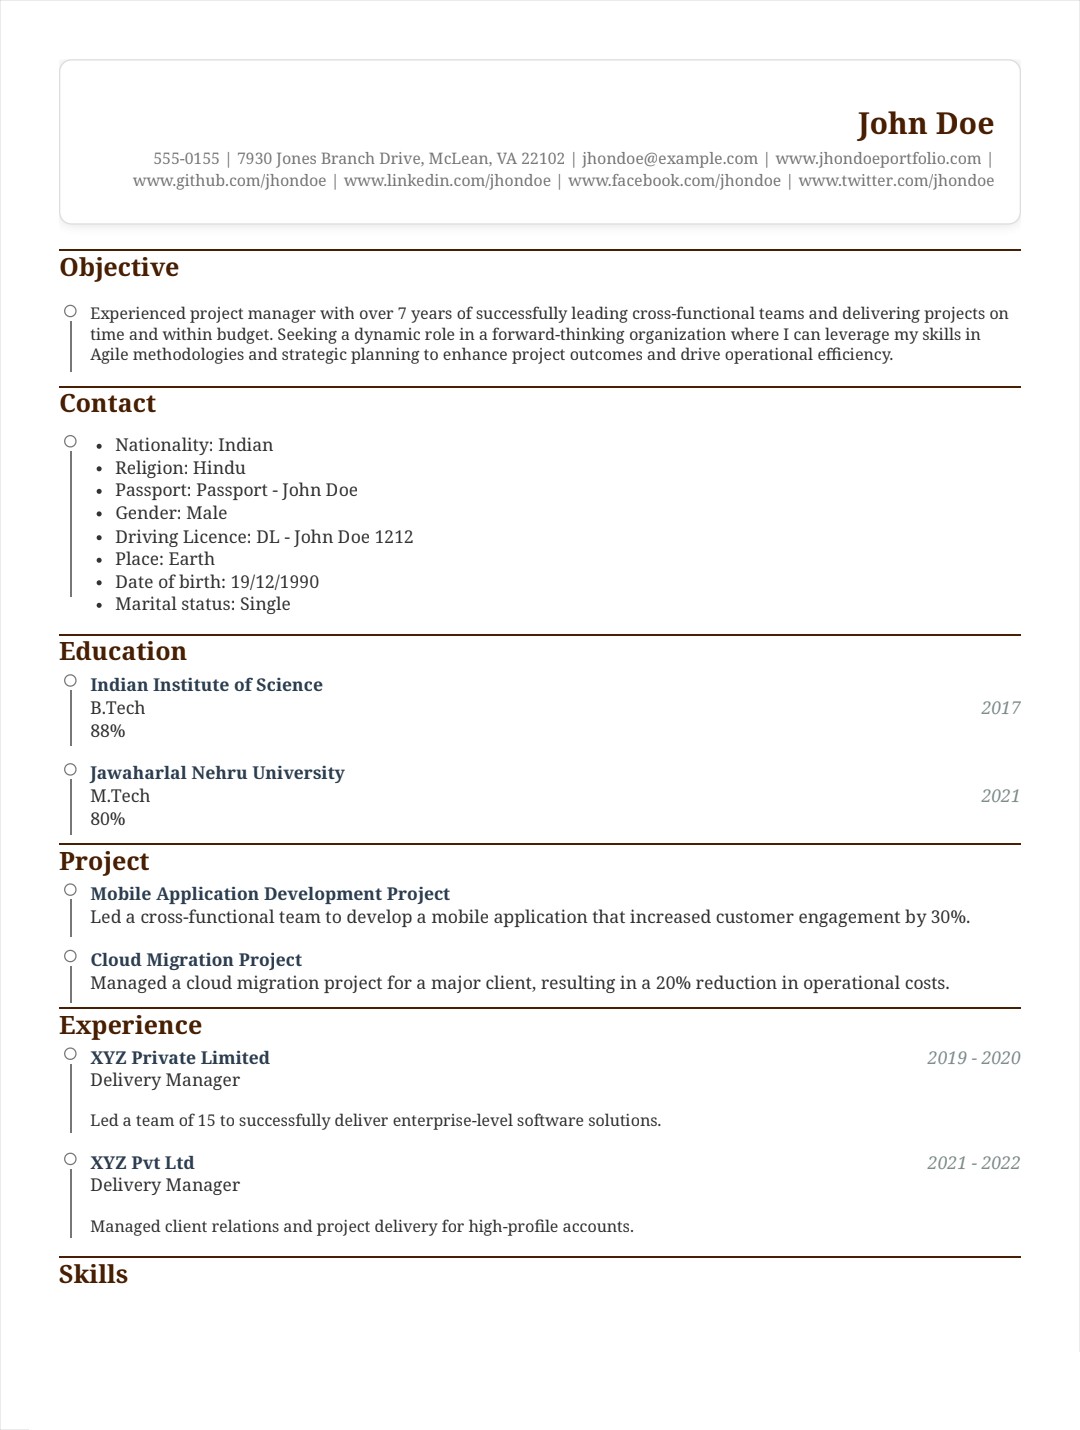 John Doe
555-0155 | 7930 Jones Branch Drive, McLean, VA 22102 | jhondoe@example.com | www.jhondoeportfolio.com |
www.github.com/jhondoe | www.linkedin.com/jhondoe | www.facebook.com/jhondoe | www.twitter.com/jhondoe
Objective
Experienced project manager with over 7 years of successfully leading cross-functional teams and delivering projects on
time and within budget. Seeking a dynamic role in a forward-thinking organization where I can leverage my skills in
Agile methodologies and strategic planning to enhance project outcomes and drive operational efficiency.
Contact
• Nationality: Indian
• Religion: Hindu
• Passport: Passport - John Doe
• Gender: Male
• Driving Licence: DL - John Doe 1212
• Place: Earth
• Date of birth: 19/12/1990
• Marital status: Single
Education
Indian Institute of Science
B.Tech 2017
88%
Jawaharlal Nehru University
M.Tech 2021
80%
Project
Mobile Application Development Project
Led a cross-functional team to develop a mobile application that increased customer engagement by 30%.
Cloud Migration Project
Managed a cloud migration project for a major client, resulting in a 20% reduction in operational costs.
Experience
XYZ Private Limited 2019 - 2020
Delivery Manager
Led a team of 15 to successfully deliver enterprise-level software solutions.
XYZ Pvt Ltd 2021 - 2022
Delivery Manager
Managed client relations and project delivery for high-profile accounts.
Skills